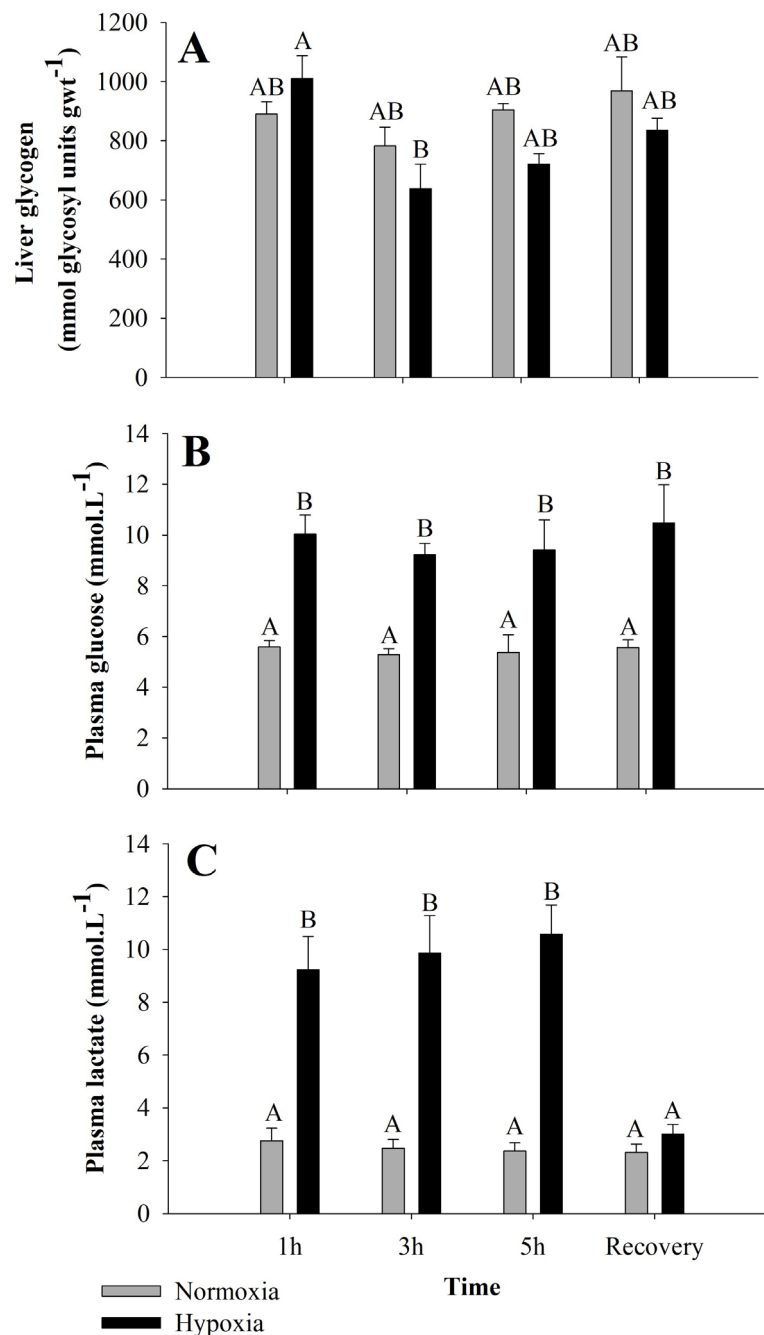 A
Liver glycogen
(mmol glycosyl units gwt-1)
1200
1000
800
600
400
200
0
AB
A
AB
B
AB
AB
AB
AB
B
Plasma glucose (mmol.L-1)
14
12
10
8
6
4
2
0
A
B
A
B
A
B
A
B
C
Plasma lactate (mmol.L-1)
14
12
10
8
6
4
2
0
A
B
A
B
A
B
A
A
1h 3h 5h Recovery
Time
Normoxia
Hypoxia